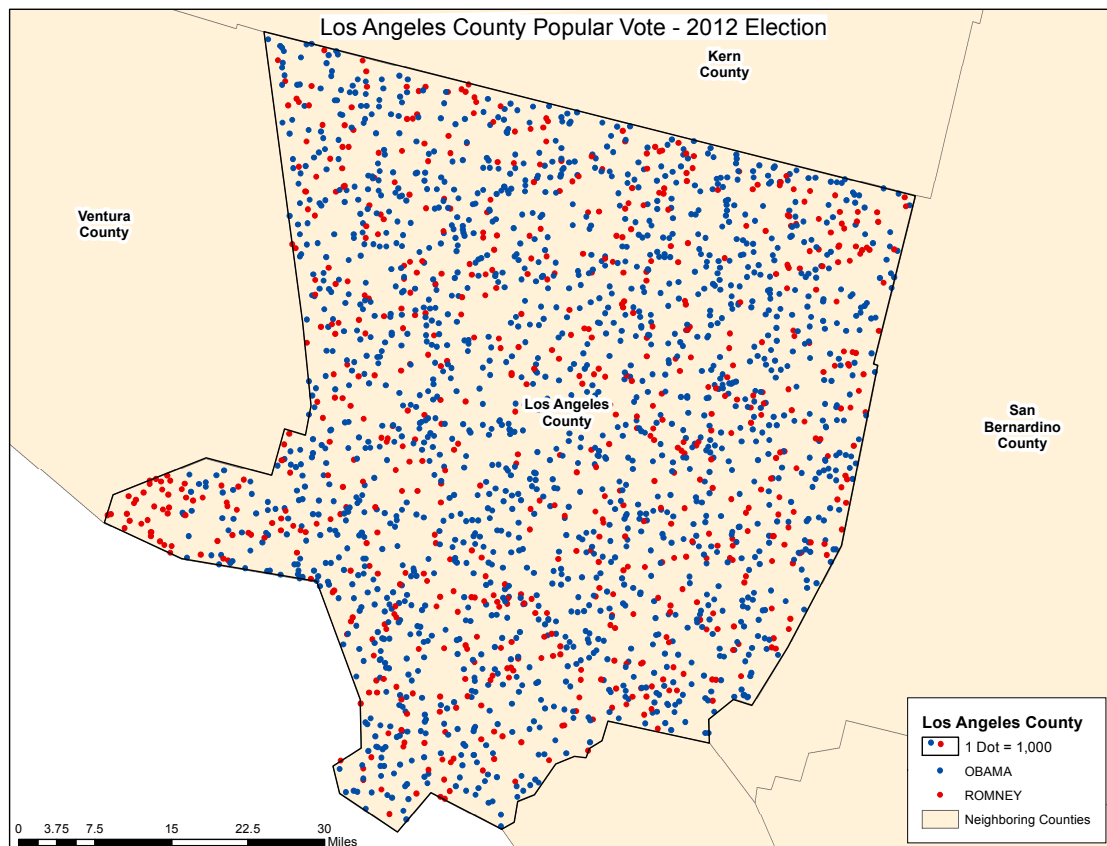 Los Angeles County Popular Vote - 2012 Election
Kern
County
Ventura
County
Los Angeles
County
San
Bernardino
County
Los Angeles County
1 Dot = 1,000
OBAMA
ROMNEY
Neighboring Counties
0 3.75 7.5 15 22.5 30
Miles